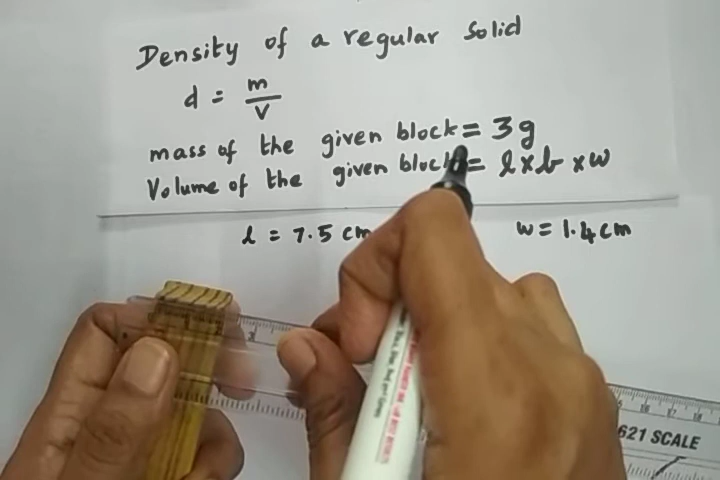 Density of a regular solid
d = m
V
mass of the given block = 3g
Volume of the given block = l x b x w
l = 7.5 cm w = 1.4 cm
621 SCALE